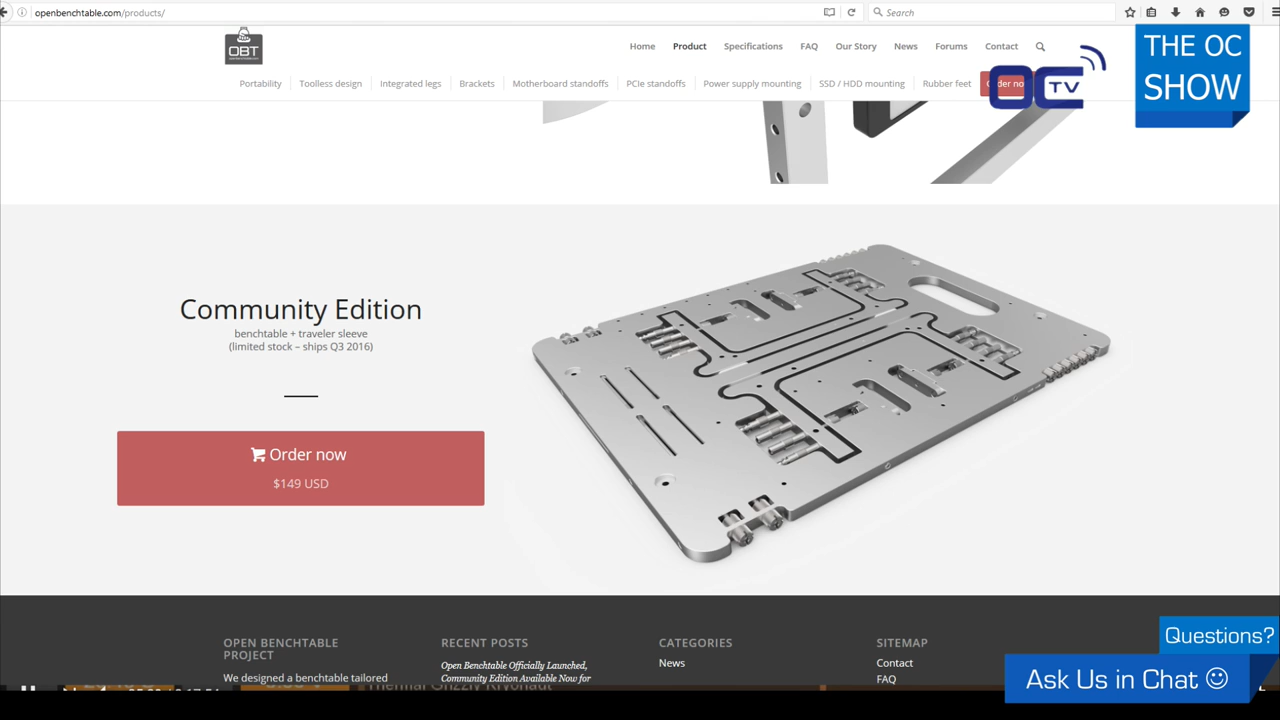 openbenchtable.com/products/
Search
OBT
Home
Product
Specifications
FAQ
Our Story
News
Forums
Contact
THE OC
SHOW
Portability
Toolless design
Integrated legs
Brackets
Motherboard standoffs
PCIe standoffs
Power supply mounting
SSD / HDD mounting
Rubber feet
Order no
OC TV
Community Edition
benchtable + traveler sleeve
(limited stock – ships Q3 2016)
Order now
$149 USD
OPEN BENCHTABLE
PROJECT
We designed a benchtable tailored
RECENT POSTS
Open Benchtable Officially Launched,
Community Edition Available Now for
CATEGORIES
News
SITEMAP
Contact
FAQ
Questions?
Ask Us in Chat
Thermal Grizzly Kryonaut